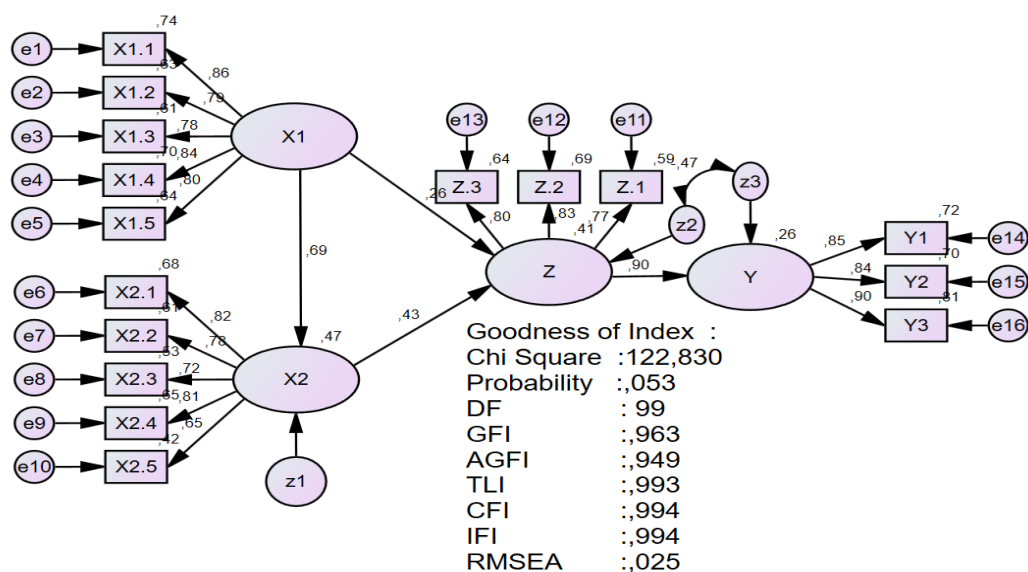 ,74
e1 X1.1
,63
,86
e2 X1.2
,79
,61
e3 X1.3
,78
X1
,70
,84
e4 X1.4
,80
,64
e5 X1.5
,69
,26
e13 e12 e11
,64 ,69 ,59
Z.3 Z.2 Z.1
,80 ,83 ,77
,41
-,47
z3
z2
Z
,90
,26
Y
,85
,72
Y1 e14
,84
,70
Y2 e15
,90
,81
Y3 e16
,68
e6 X2.1
,61
,82
e7 X2.2
,78
,53
e8 X2.3
,72
,47
X2
,43
,65
,81
e9 X2.4
,65
,42
e10 X2.5
z1
Goodness of Index :
Chi Square :122,830
Probability :,053
DF : 99
GFI :,963
AGFI :,949
TLI :,993
CFI :,994
IFI :,994
RMSEA :,025